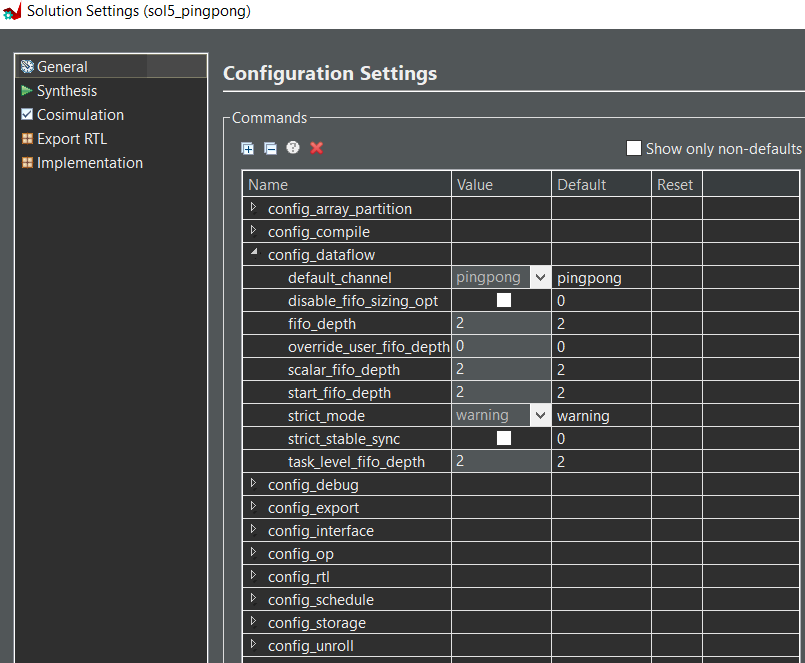 Solution Settings (sol5_pingpong)
General
Synthesis
Cosimulation
Export RTL
Implementation
Configuration Settings
Commands
Show only non-defaults
Name Value Default Reset
config_array_partition
config_compile
config_dataflow
default_channel pingpong pingpong
disable_fifo_sizing_opt 0
fifo_depth 2 2
override_user_fifo_depth 0 0
scalar_fifo_depth 2 2
start_fifo_depth 2 2
strict_mode warning warning
strict_stable_sync 0
task_level_fifo_depth 2 2
config_debug
config_export
config_interface
config_op
config_rtl
config_schedule
config_storage
config_unroll